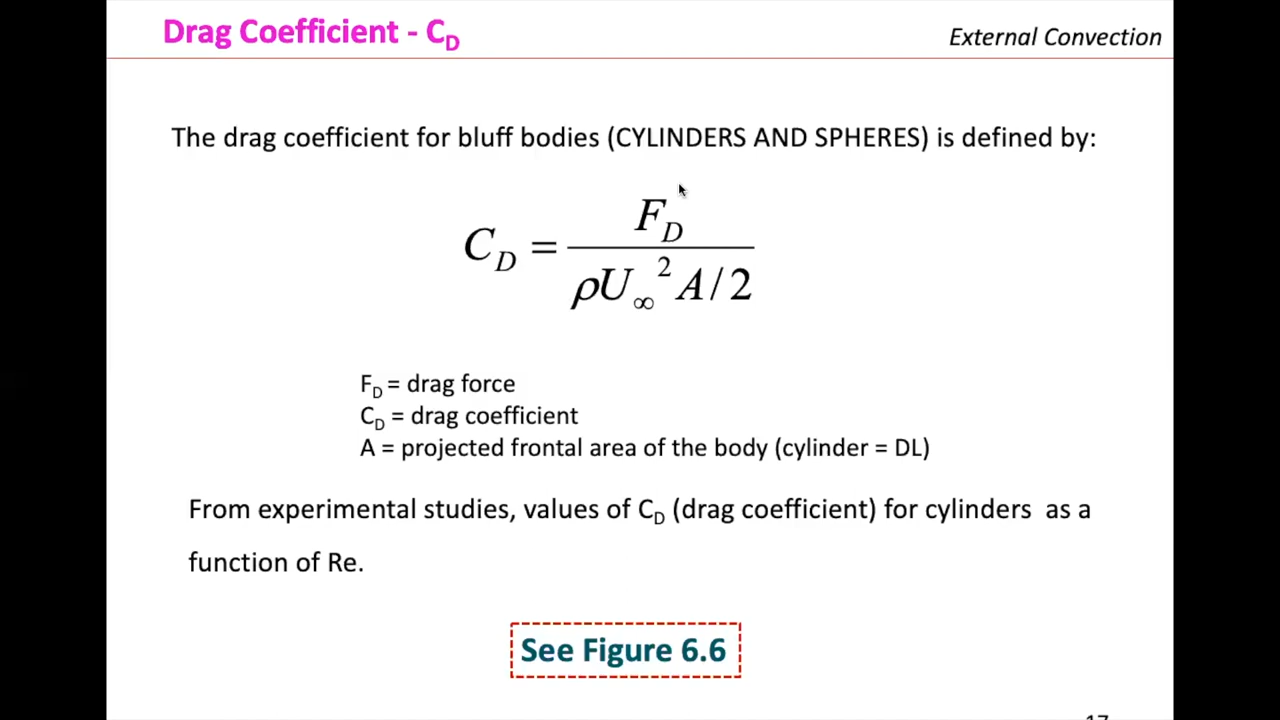 Drag Coefficient - C_D
External Convection
The drag coefficient for bluff bodies (CYLINDERS AND SPHERES) is defined by:
C_D = F_D / (ρU_∞² A/2)
F_D = drag force
C_D = drag coefficient
A = projected frontal area of the body (cylinder = DL)
From experimental studies, values of C_D (drag coefficient) for cylinders as a
function of Re.
See Figure 6.6
17